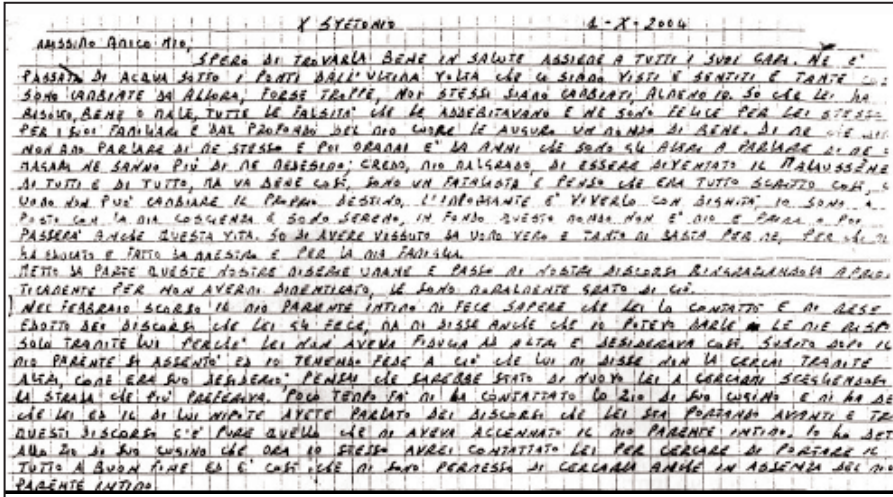 X SVETONIO 1-X-2004
MISSIMO AMICO MIO,
SPERO DI TROVARLA BENE IN SALUTE ASSIEME A TUTTI I SUOI CARI. NE E'
PASSATA DI ACQUA SOTTO I PONTI DALL'ULTIMA VOLTA CHE CI SIAMO VISTI E SENTITI E TANTE
SONO CAMBIATE DA ALLORA, FORSE TROPPE, NOI STESSI SIAMO CAMBIATI, ALMENO IO. SO CHE LEI HA
RISOLTO, BENE O MALE, TUTTE LE FALSITA' CHE LE ADDEBITAVANO E NE SONO FELICE PER LEI STESSO
PER I SUOI FAMILIARI E DAL PROFONDO DEL MIO CUORE LE AUGURO UN MONDO DI BENE. DI ME
NON AMO PARLARE DI ME STESSO E POI ORAMAI E' DA ANNI CHE SONO GLI ALTRI A PARLARE DI ME
MAGARI NE SANNO PIÙ DI ME MEDESIMO; CREDO, MIO MALGRADO, DI ESSERE DIVENTATO IL MALAUSSÈNE
DI TUTTI E DI TUTTO, MA VA BENE COSÌ, SONO UN FATALISTA E PENSO CHE ERA TUTTO SCRITTO COSÌ,
UOMO NON PUO' CAMBIARE IL PROPRIO DESTINO, L'IMPORTANTE E' VIVERLO CON DIGNITA'. IO SONO A
POSTO CON LA MIA COSCIENZA E SONO SERENO, IN FONDO QUESTO MONDO NON E' MIO E PRIMA O POI
PASSERA' ANCHE QUESTA VITA. SO DI AVERE VISSUTO DA UOMO VERO E TANTO MI BASTA PER ME, PER CHI MI
HA EDUCATO E FATTO DA MAESTRO E PER LA MIA FAMIGLIA.
METTO DA PARTE QUESTE NOSTRE MISERIE UMANE E PASSO AI NOSTRI DISCORSI RINGRAZIANDOLA APRIO
TICAMENTE PER NON AVERMI DIMENTICATO, LE SONO MORALMENTE GRATO DI CIÒ.
NEL FEBBRAIO SCORSO IL MIO PARENTE INTIMO MI FECE SAPERE CHE LEI LO CONTATTÒ E MI RESE
EDOTTO DEI DISCORSI CHE LEI GLI FECE, MA MI DISSE ANCHE CHE IO POTEVO DARLE LE MIE RISP
SOLO TRAMITE LUI PERCHE' LEI NON AVEVA FIDUCIA AD ALTRI E DESIDERAVA COSÌ. SUBITO DOPO IL
MIO PARENTE SI ASSENTO' ED IO TENENDO FEDE A CIO' CHE LUI MI DISSE NON LA CERCAI TRAMITE
ALTRI, COME ERA SUO DESIDERIO; PENSAI CHE SAREBBE STATO DI NUOVO LEI A CERCARMI SCEGLIENDOSI
LA STRADA CHE PIU' PREFERIVA. POCO TEMPO FA' MI HA CONTATTATO LO ZIO DI SUO CUGINO E MI HA DE
CHE LEI ED IL DI LUI NIPOTE AVETE PARLATO DEI DISCORSI CHE LEI STA PORTANDO AVANTI E TR
QUESTI DISCORSI C'E' PURE QUELLO CHE MI AVEVA ACCENNATO IL MIO PARENTE INTIMO. IO HO DET
ALLO ZIO DI SUO CUGINO CHE ORA IO STESSO AVREI CONTATTATO LEI PER CERCARE DI PORTARE IL
TUTTO A BUON FINE ED E' COSÌ CHE MI SONO PERMESSO DI CERCARLA ANCHE IN ASSENZA DEL MIO
PARENTE INTIMO.